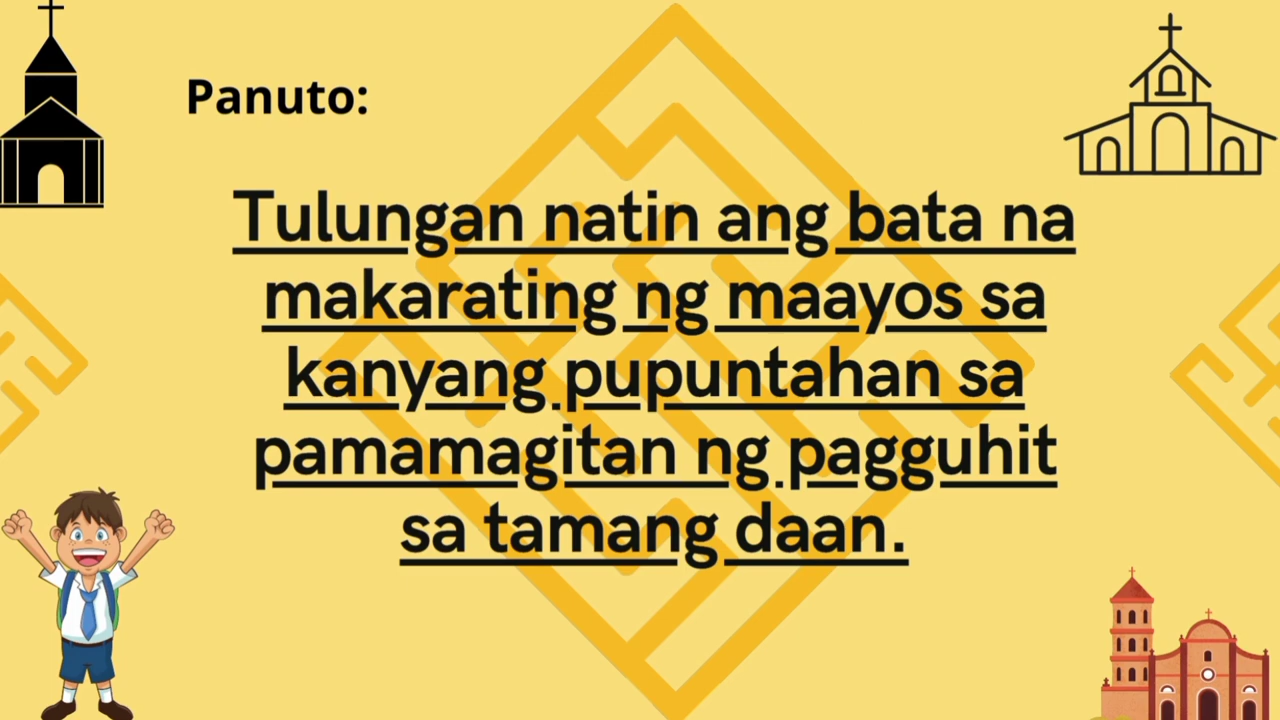 Panuto:
Tulungan natin ang bata na
makarating ng maayos sa
kanyang pupuntahan sa
pamamagitan ng pagguhit
sa tamang daan.